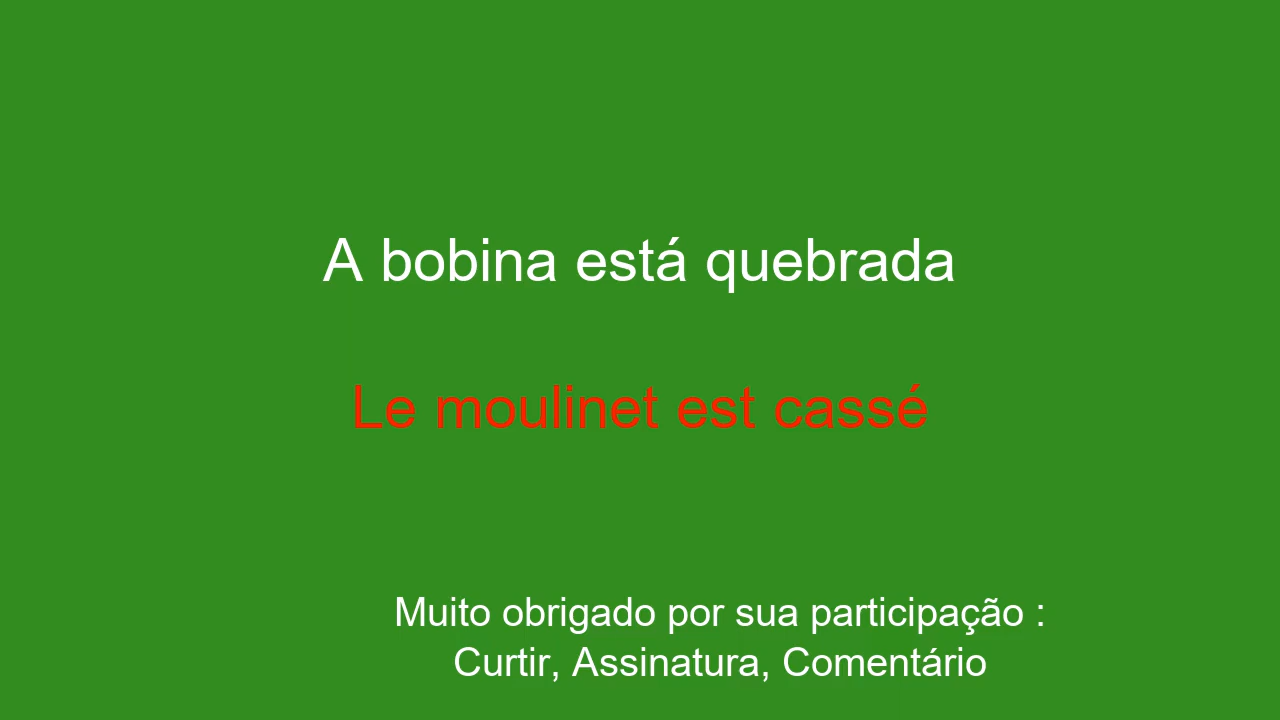 A bobina está quebrada
Le moulinet est cassé
Muito obrigado por sua participação :
Curtir, Assinatura, Comentário